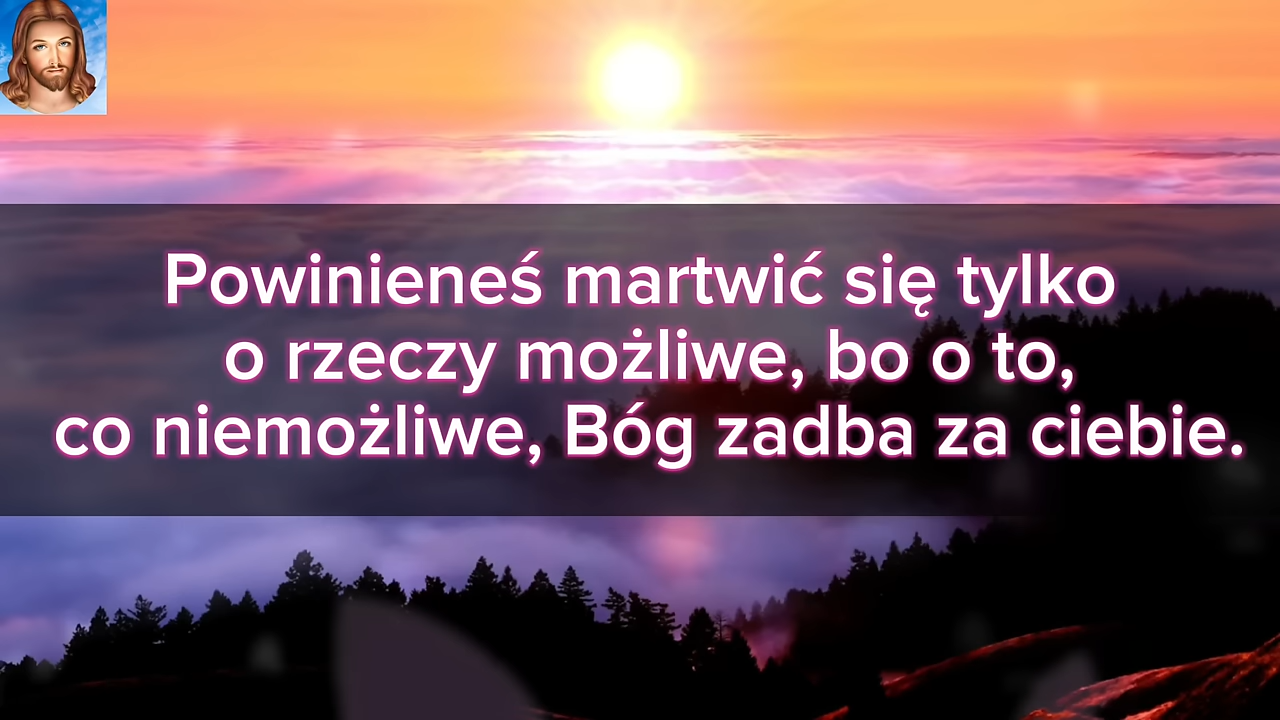 Powinieneś martwić się tylko
o rzeczy możliwe, bo o to,
co niemożliwe, Bóg zadba za ciebie.